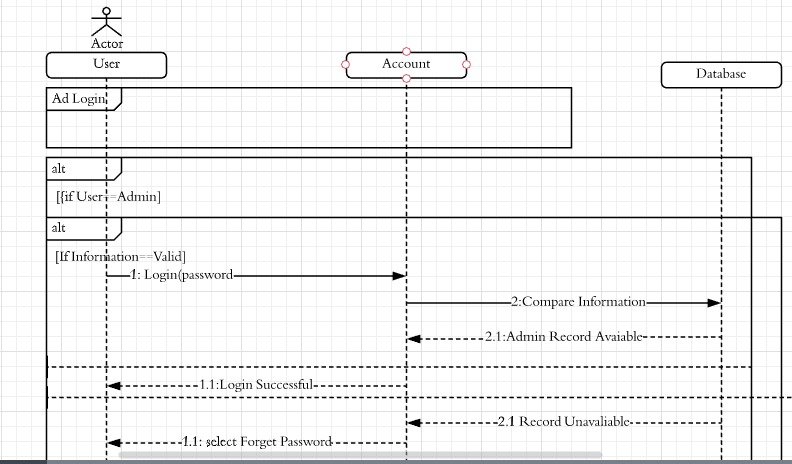 Actor
User
Account
Database
Ad Login
alt
[{if User==Admin]
alt
[If Information==Valid]
1: Login(password
2:Compare Information
2.1:Admin Record Avaiable
1.1:Login Successful
2.1 Record Unavaliable
1.1: select Forget Password